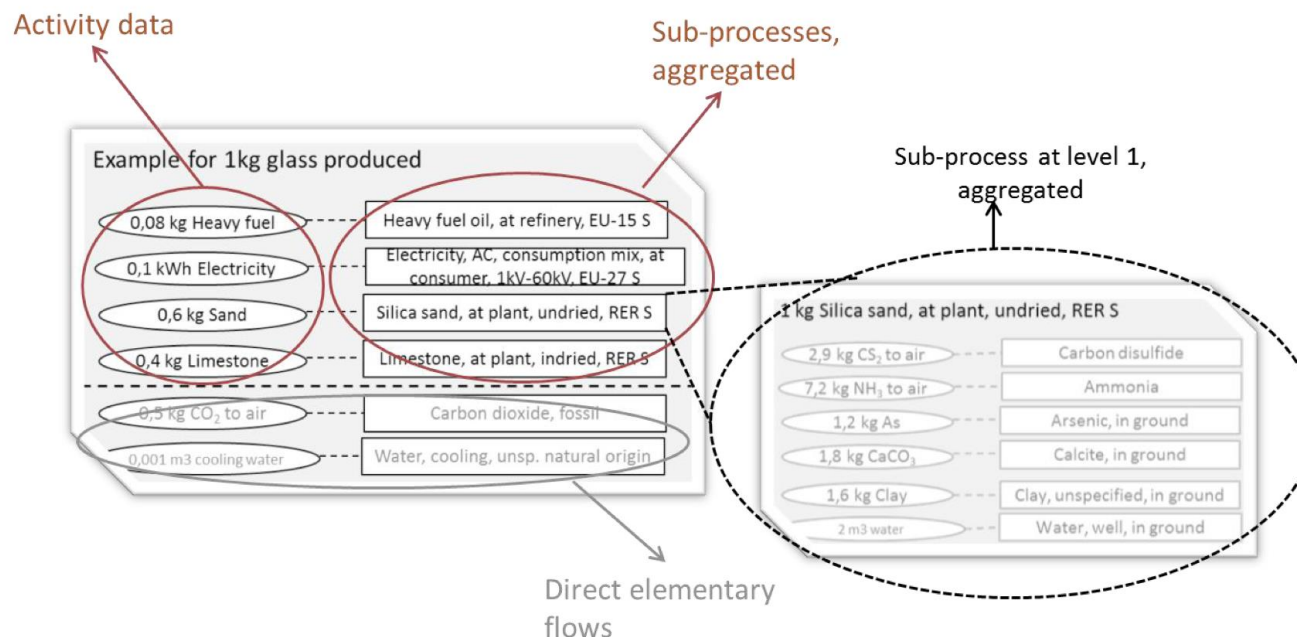 Activity data
Sub-processes,
aggregated
Example for 1kg glass produced
0,08 kg Heavy fuel
Heavy fuel oil, at refinery, EU-15 S
0,1 kWh Electricity
Electricity, AC, consumption mix, at
consumer, 1kV-60kV, EU-27 S
0,6 kg Sand
Silica sand, at plant, undried, RER S
0,4 kg Limestone
Limestone, at plant, indried, RER S
0,5 kg CO₂ to air
Carbon dioxide, fossil
0,001 m3 cooling water
Water, cooling, unsp. natural origin
Direct elementary
flows
Sub-process at level 1,
aggregated
1 kg Silica sand, at plant, undried, RER S
2,9 kg CS₂ to air
Carbon disulfide
7,2 kg NH₃ to air
Ammonia
1,2 kg As
Arsenic, in ground
1,8 kg CaCO₃
Calcite, in ground
1,6 kg Clay
Clay, unspecified, in ground
2 m3 water
Water, well, in ground